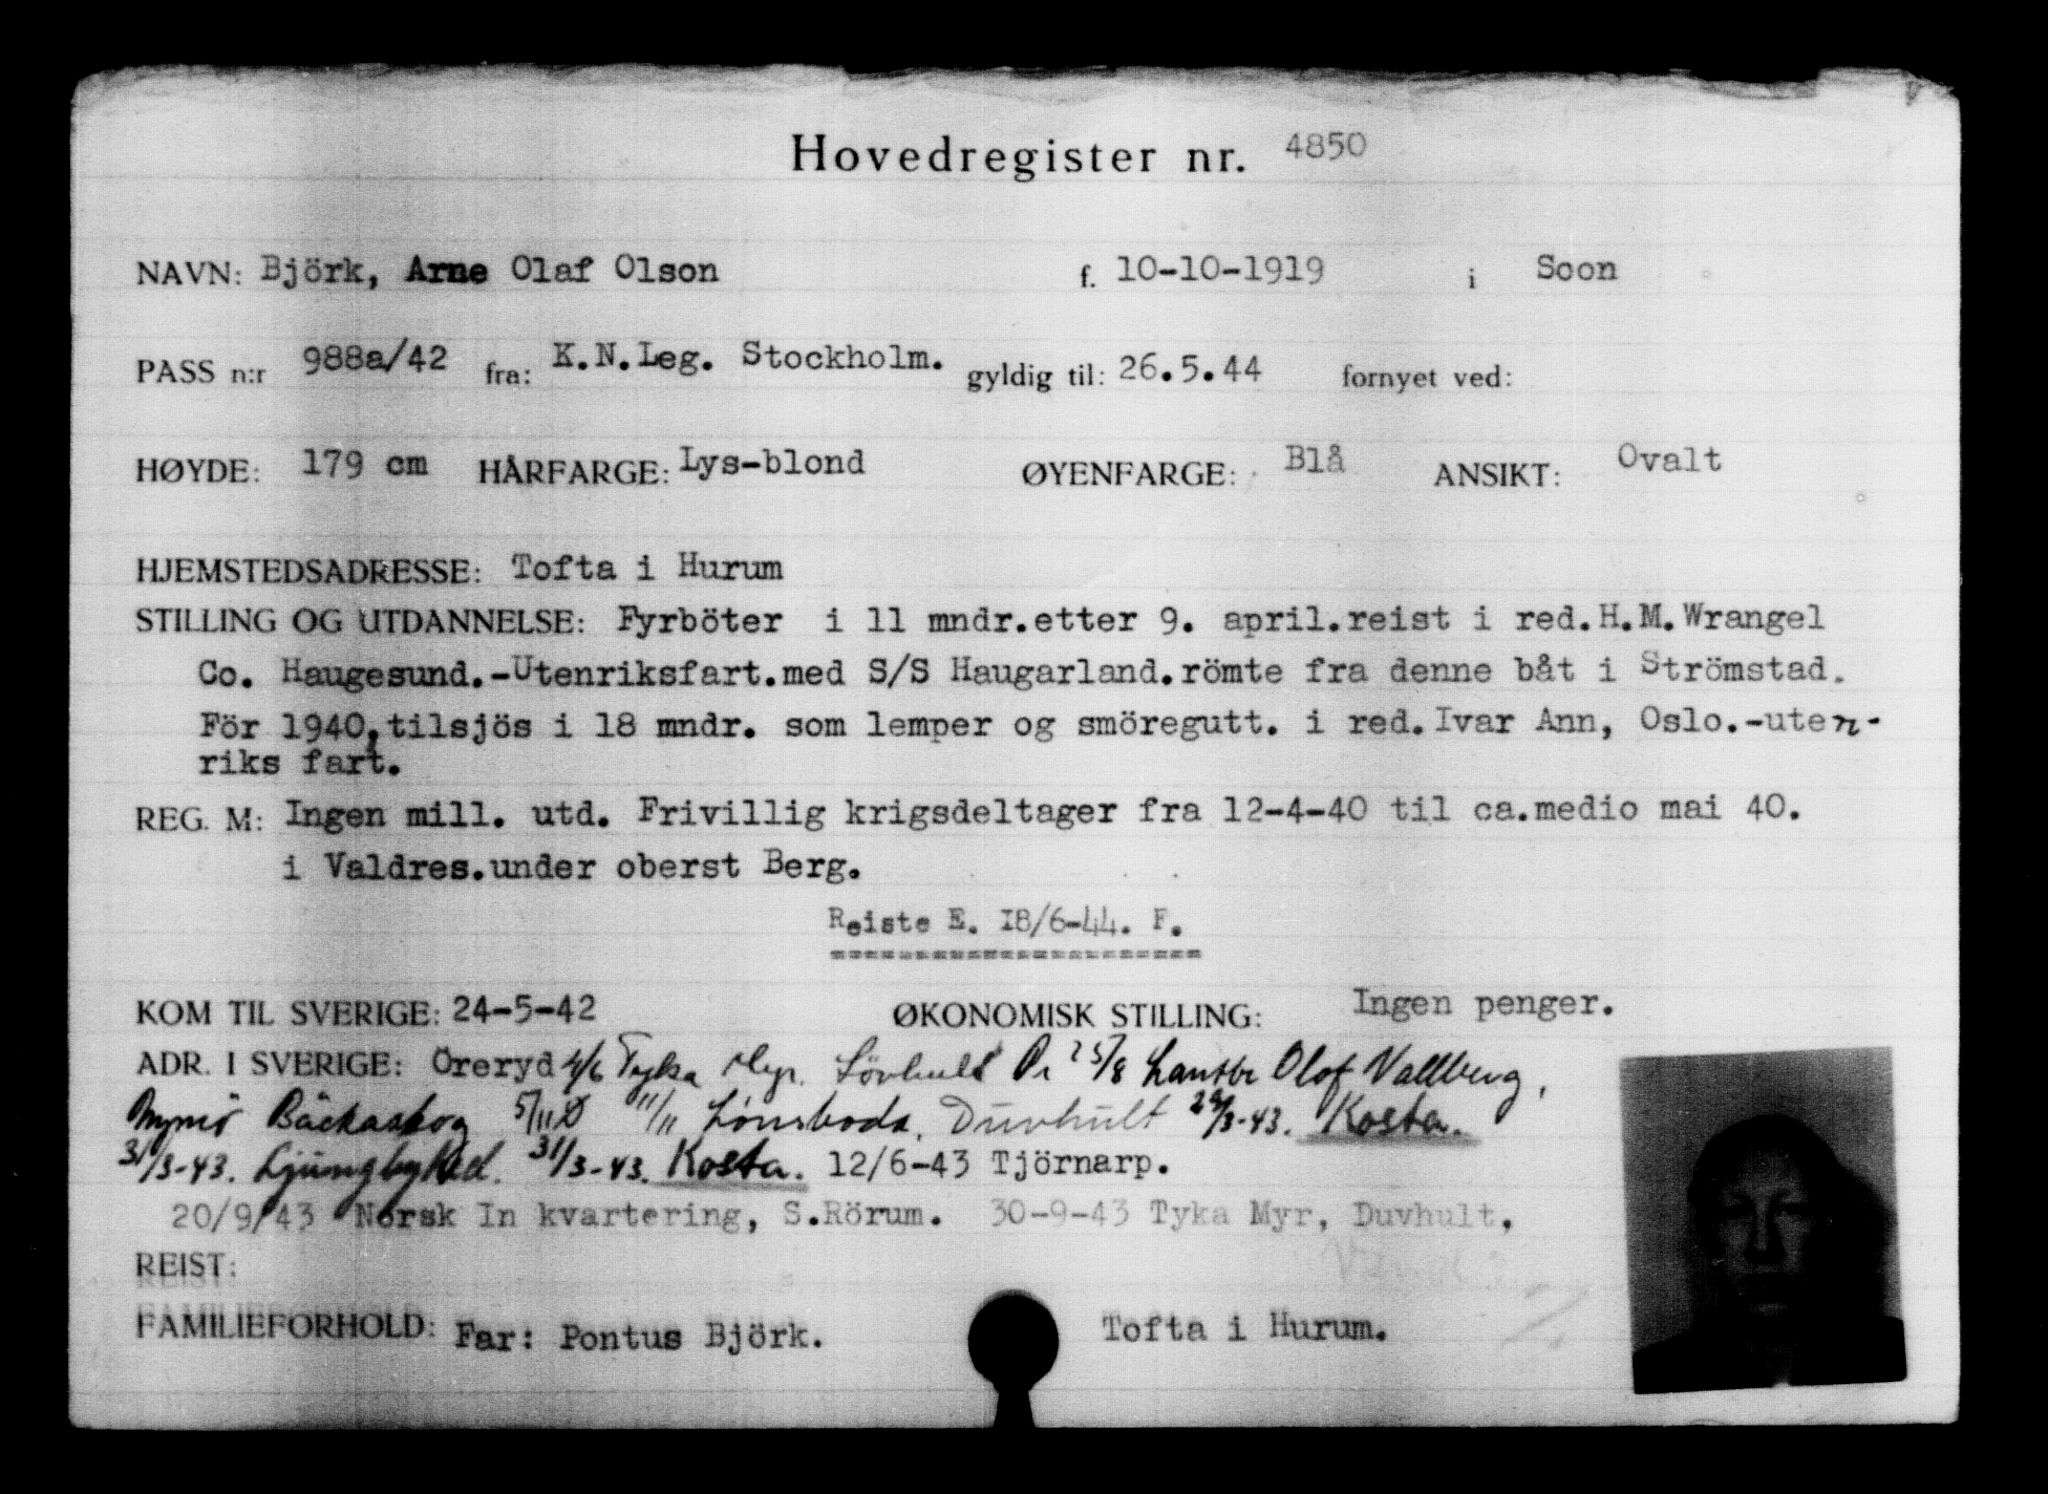 Hovedregister nr. 4850
NAVN: Björk, Arne Olaf Olson f. 10-10-1919 i Soon
PASS n:r 988a/42 fra: K.N.Leg. Stockholm. gyldig til: 26.5.44 fornyet ved:
HØYDE: 179 cm HÅRFARGE: Lys-blond ØYENFARGE: Blå ANSIKT: Ovalt
HJEMSTEDSADRESSE: Tofta i Hurum
STILLING OG UTDANNELSE: Fyrböter i 11 mndr.etter 9. april.reist i red.H.M.Wrangel
Co. Haugesund.-Utenriksfart.med S/S Haugarland.römte fra denne båt i Strömstad.
För 1940,tilsjös i 18 mndr. som lemper og smöregutt. i red.Ivar Ann, Oslo.-uten-
riks fart.
REG. M: Ingen mill. utd. Frivillig krigsdeltager fra 12-4-40 til ca.medio mai 40.
i Valdres.under oberst Berg.
Reiste E. 18/6-44. F.
KOM TIL SVERIGE: 24-5-42 ØKONOMISK STILLING: Ingen penger.
ADR. I SVERIGE: Öreryd 4/6 Tyka Myr. Lövhult 25/8 Lantbr Olof Vallberg,
Bäckaskog 5/11 11/11 Lönsboda, Duvhult 29/3-43. Kosta.
31/3-43. Ljungbyhed. 31/3-43. Kosta. 12/6-43 Tjörnarp.
20/9/43 Norsk In kvartering, S.Rörum. 30-9-43 Tyka Myr, Duvhult,
REIST:
FAMILIEFORHOLD: Far: Pontus Björk. Tofta i Hurum.